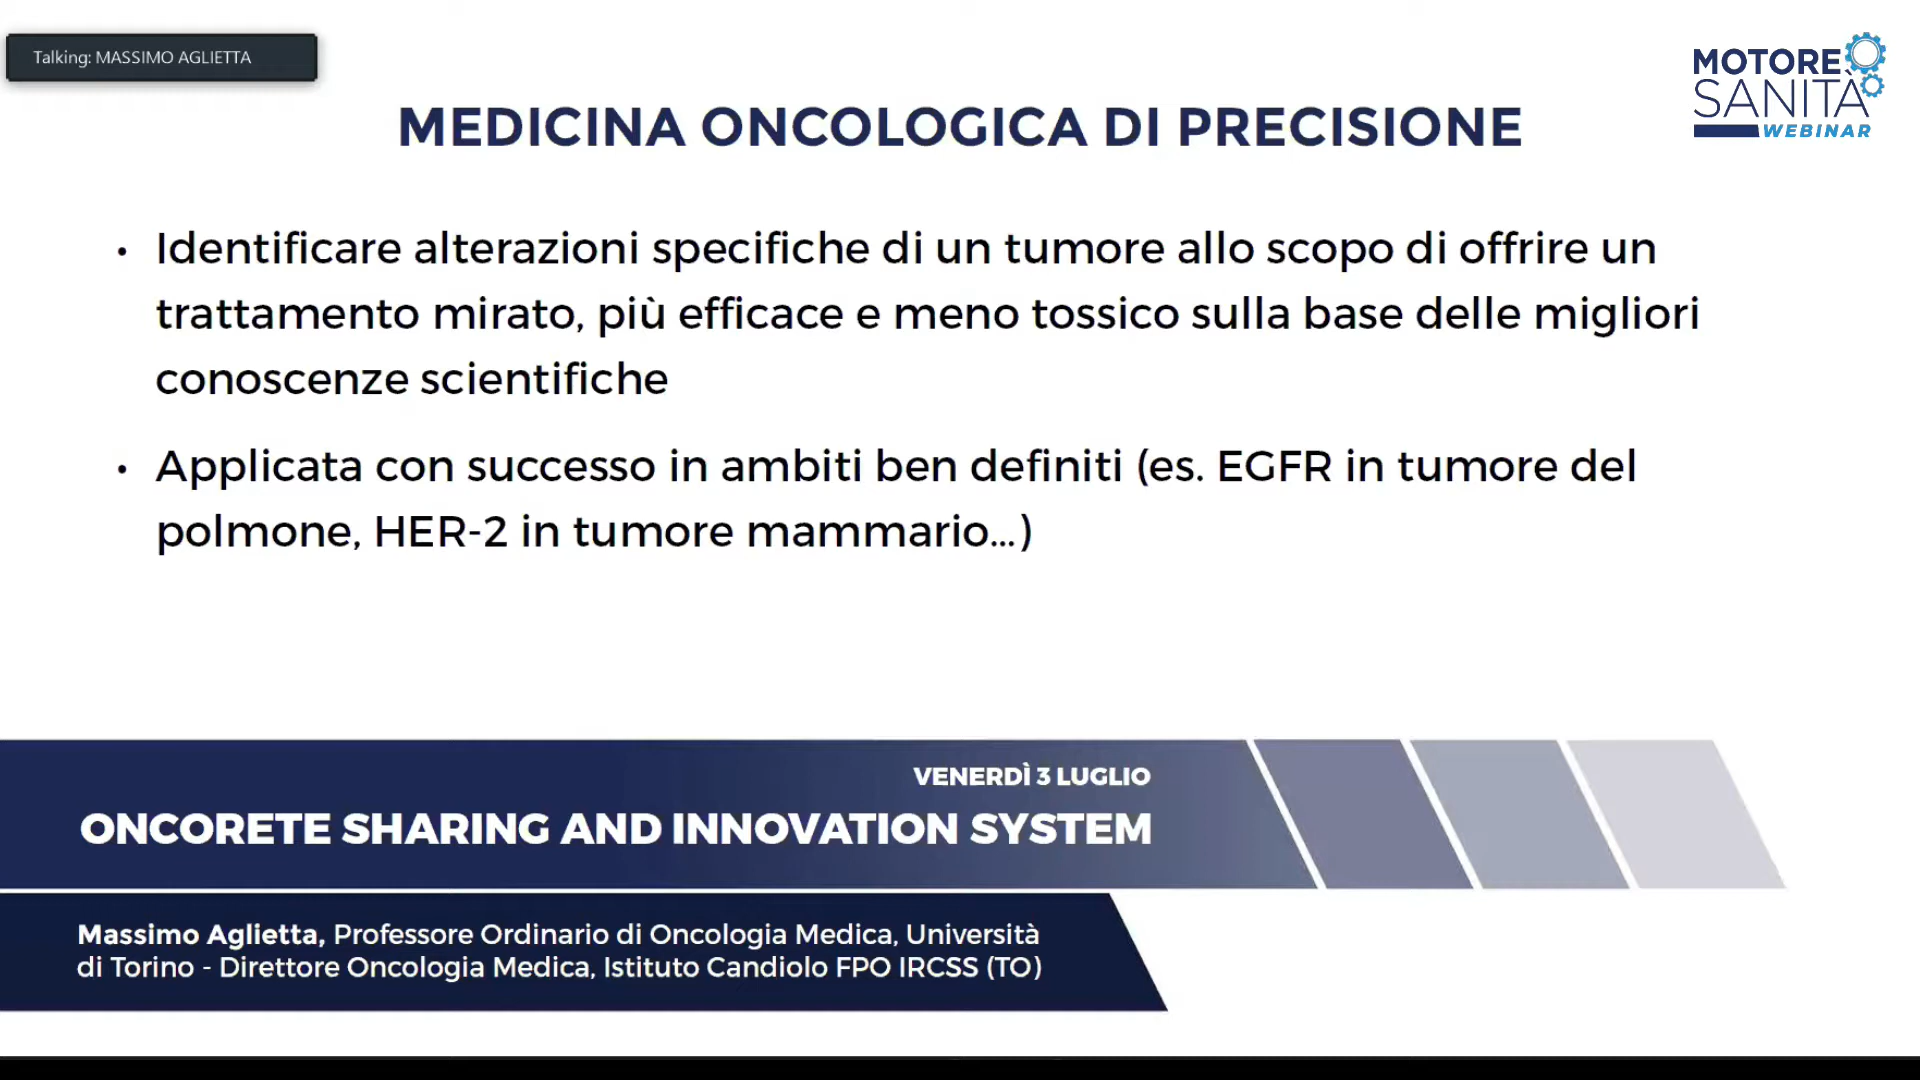 Talking: MASSIMO AGLIETTA
MOTORE
SANITÀ
WEBINAR
MEDICINA ONCOLOGICA DI PRECISIONE
• Identificare alterazioni specifiche di un tumore allo scopo di offrire un
trattamento mirato, più efficace e meno tossico sulla base delle migliori
conoscenze scientifiche
• Applicata con successo in ambiti ben definiti (es. EGFR in tumore del
polmone, HER-2 in tumore mammario...)
VENERDÌ 3 LUGLIO
ONCORETE SHARING AND INNOVATION SYSTEM
Massimo Aglietta, Professore Ordinario di Oncologia Medica, Università
di Torino - Direttore Oncologia Medica, Istituto Candiolo FPO IRCSS (TO)